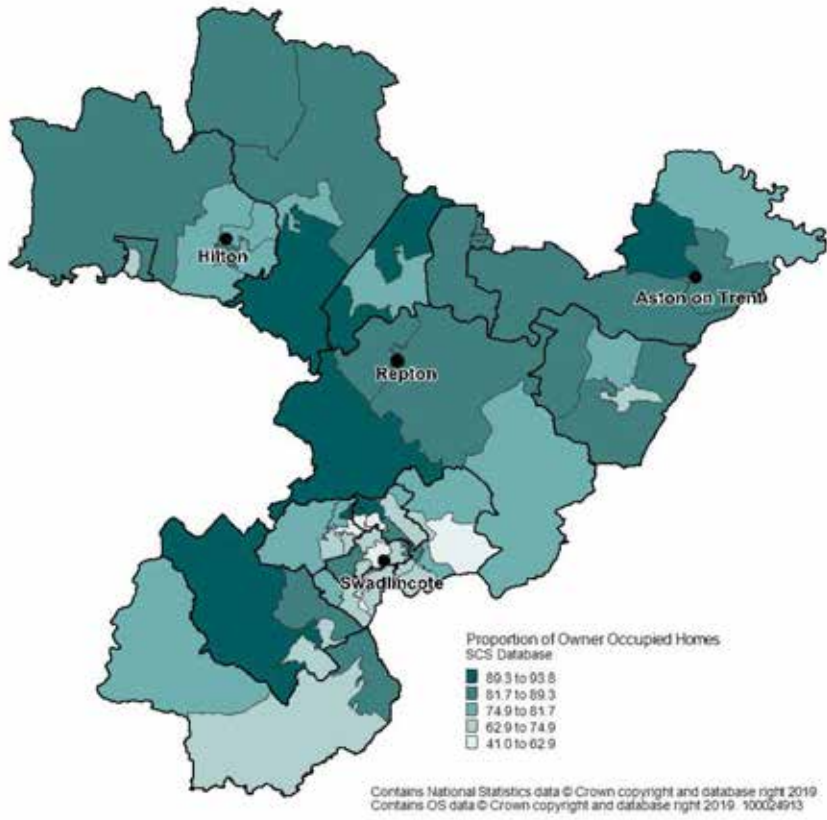 Hilton
Aston on Trent
Repton
Swadlincote
Proportion of Owner Occupied Homes
SCS Database
89.3 to 93.8
81.7 to 89.3
74.9 to 81.7
62.9 to 74.9
41.0 to 62.9
Contains National Statistics data © Crown copyright and database right 2019
Contains OS data © Crown copyright and database right 2019. 100024913